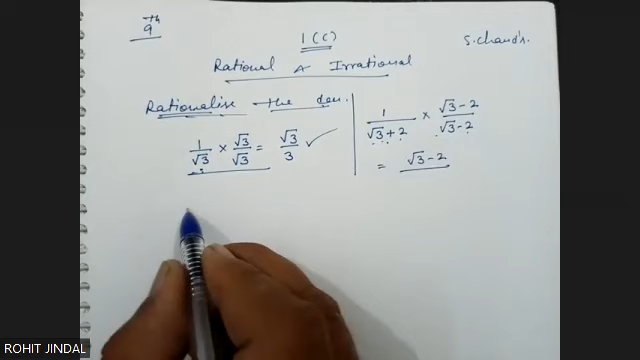 9th
1(c)
S. Chand's.
Rational & Irrational
Rationalise the den.
1/√3 × √3/√3 = √3/3 ✓
1/(√3+2) × (√3-2)/(√3-2)
= √3-2
ROHIT JINDAL